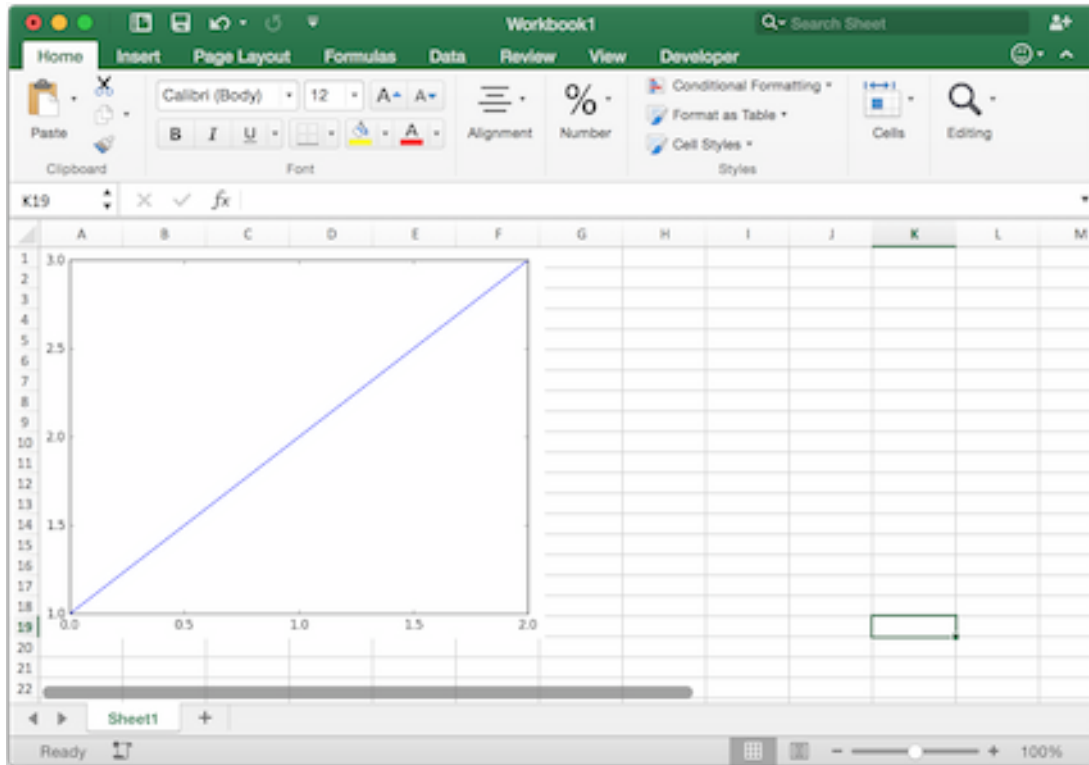 Workbook1
Search Sheet
Home Insert Page Layout Formulas Data Review View Developer
Calibri (Body) 12 A A
Conditional Formatting
Format as Table
Cell Styles
B I U A
%
Paste Alignment Number Cells Editing
Clipboard Font Styles
K19 fx
A B C D E F G H I J K L M
1 3.0
2
3
4
5 2.5
6
7
8
9
10 2.0
11
12
13
14 1.5
15
16
17
18 1.0
19 0.0 0.5 1.0 1.5 2.0
20
21
22
Sheet1 +
Ready 100%